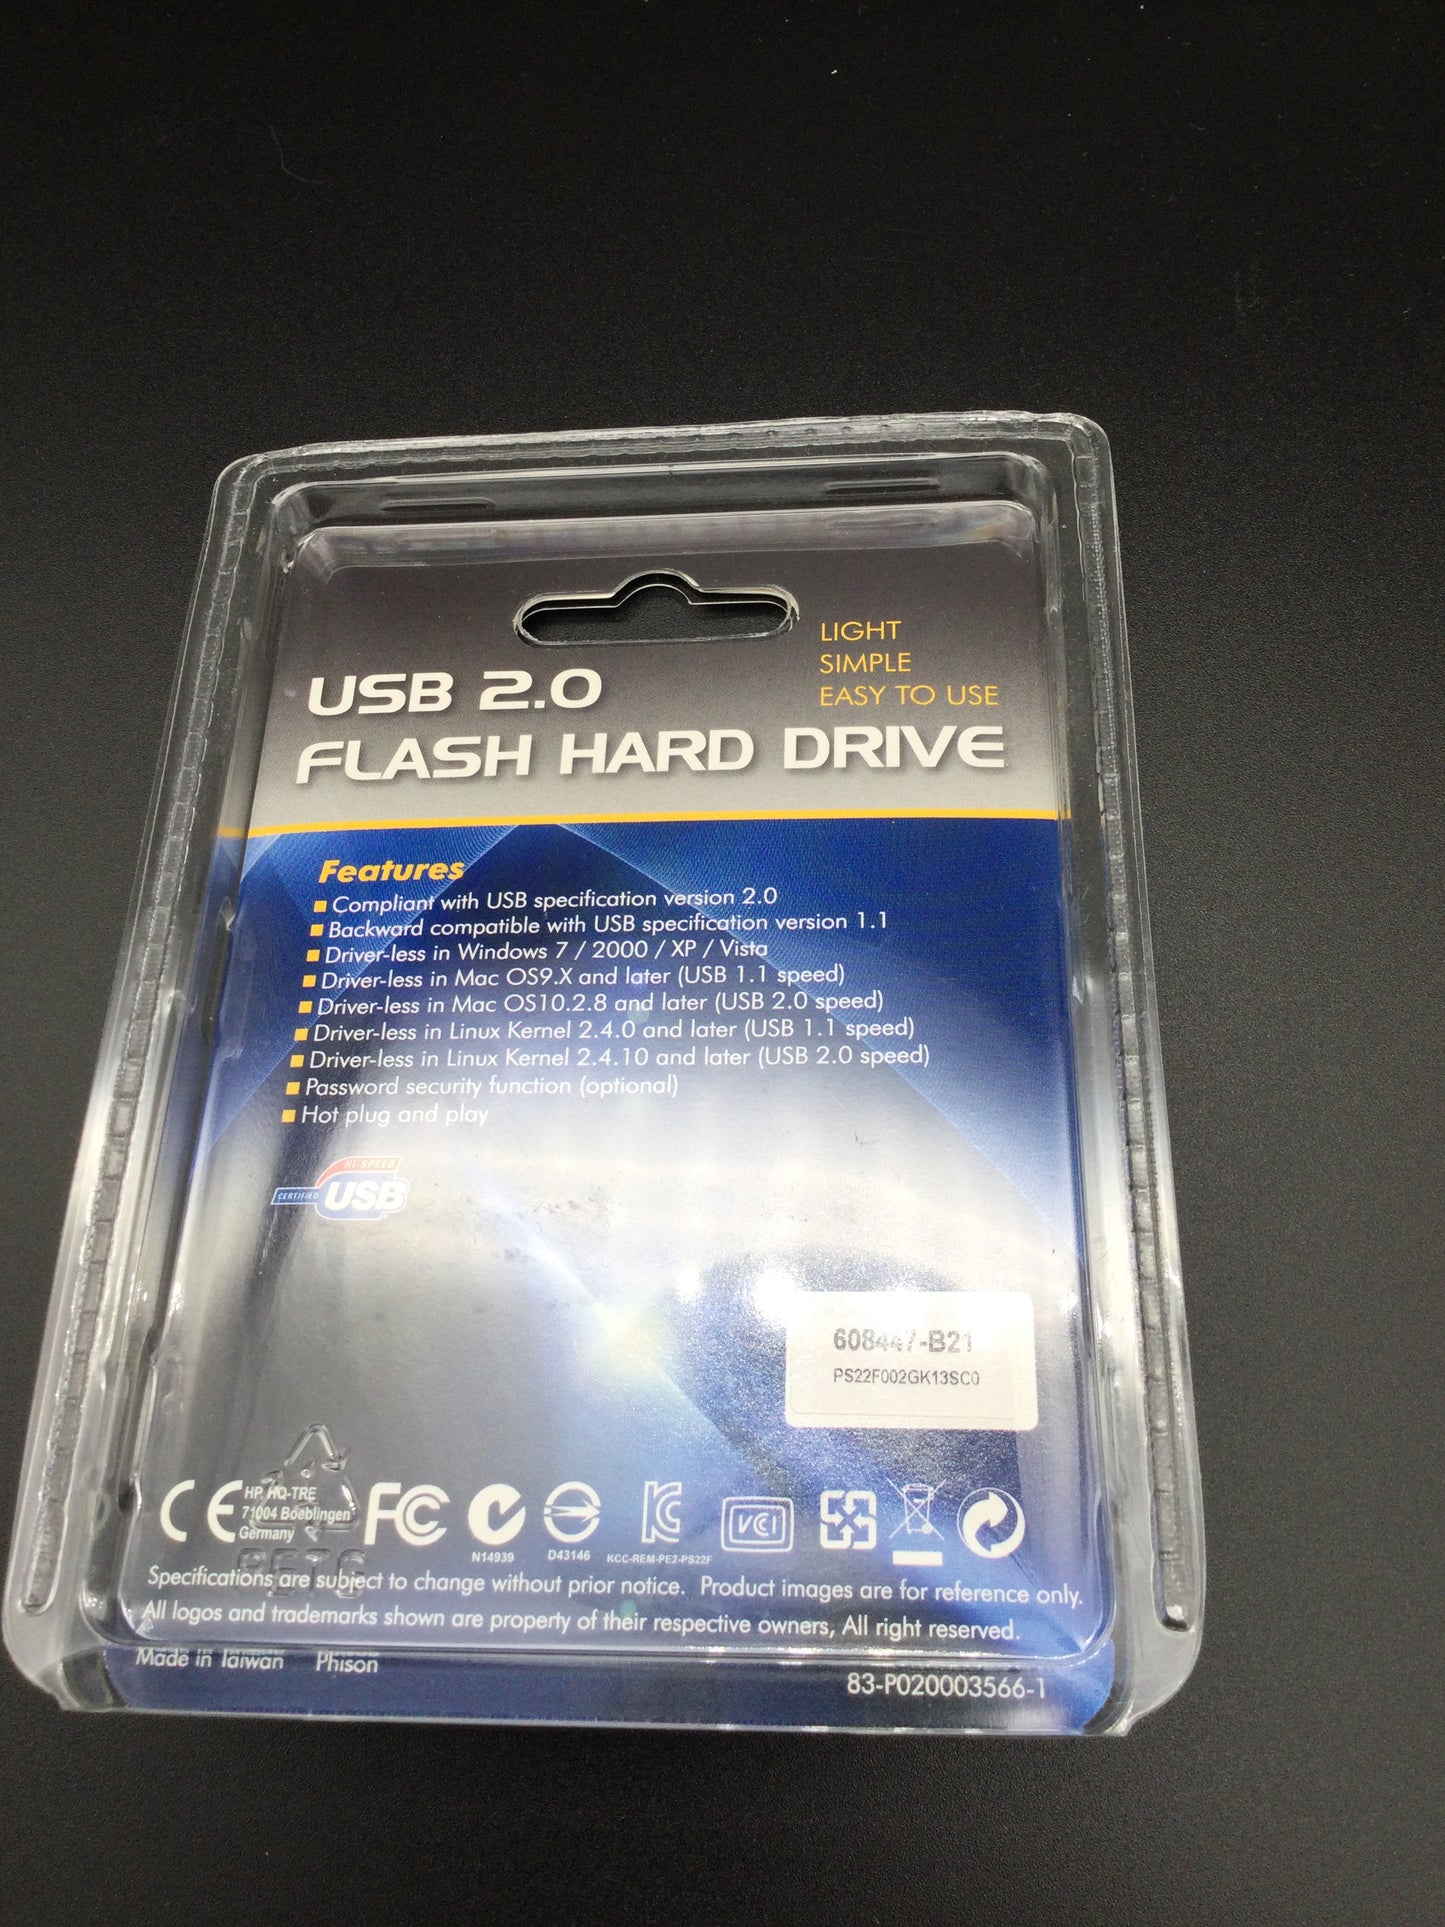 LIGHT
SIMPLE
EASY TO USE
USB 2.0
FLASH HARD DRIVE
Features
Compliant with USB specification version 2.0
Backward compatible with USB specification version 1.1
Driver-less in Windows 7 / 2000 / XP / Vista
Driver-less in Mac OS9.X and later (USB 1.1 speed)
Driver-less in Mac OS10.2.8 and later (USB 2.0 speed)
Driver-less in Linux Kernel 2.4.0 and later (USB 1.1 speed)
Driver-less in Linux Kernel 2.4.10 and later (USB 2.0 speed)
Password security function (optional)
Hot plug and play
HI-SPEED
CERTIFIED USB
608447-B21
PS22F002GK13SC0
CE
HP, HQ-TRE
71004 Boeblingen
Germany
FC
VCI
N14939
D43146
KCC-REM-PE2-PS22F
PETG
Specifications are subject to change without prior notice. Product images are for reference only.
All logos and trademarks shown are property of their respective owners, All right reserved.
Made in Taiwan Phison
83-P020003566-1